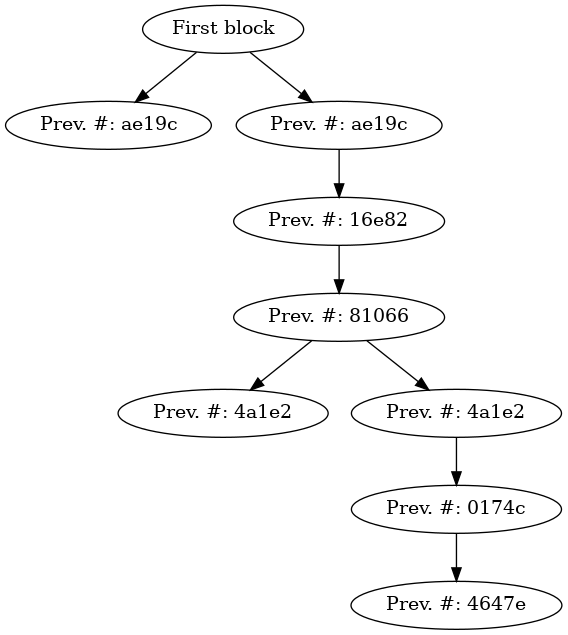 First block
Prev. #: ae19c
Prev. #: ae19c
Prev. #: 16e82
Prev. #: 81066
Prev. #: 4a1e2
Prev. #: 4a1e2
Prev. #: 0174c
Prev. #: 4647e